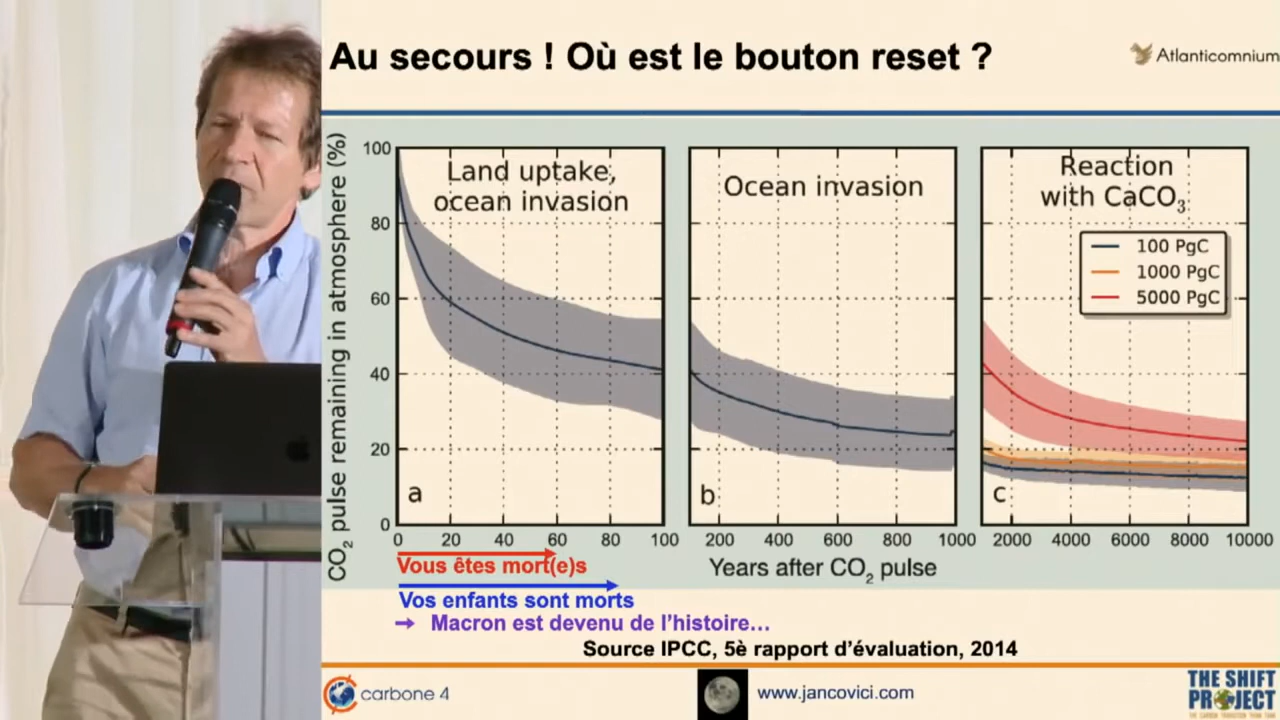 Au secours ! Où est le bouton reset ?
Atlanticomnium
CO₂ pulse remaining in atmosphere (%)
100
80
60
40
20
0
Land uptake,
ocean invasion
a
Ocean invasion
b
Reaction
with CaCO₃
100 PgC
1000 PgC
5000 PgC
c
0 20 40 60 80 100
200 400 600 800 1000
2000 4000 6000 8000 10000
Years after CO₂ pulse
Vous êtes mort(e)s
Vos enfants sont morts
→ Macron est devenu de l’histoire…
Source IPCC, 5è rapport d’évaluation, 2014
carbone 4
www.jancovici.com
THE SHIFT
PROJECT